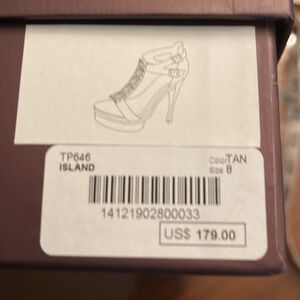 TP646 Color TAN
ISLAND Size 8
14121902800033
US$ 179.00